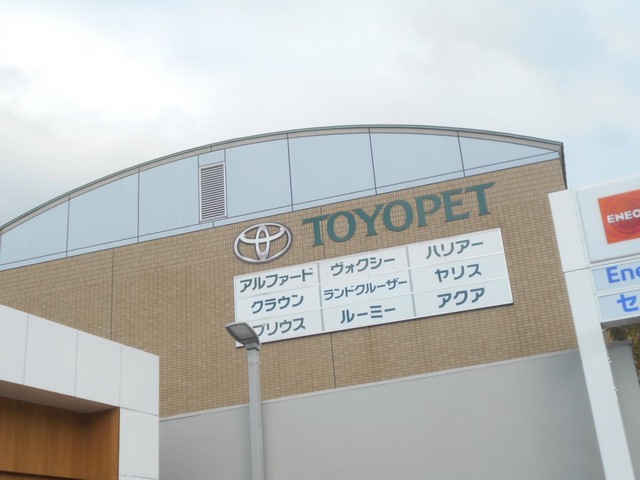 TOYOPET
アルファード ヴォクシー ハリアー
クラウン ランドクルーザー ヤリス
プリウス ルーミー アクア
ENEO
Ene
セ